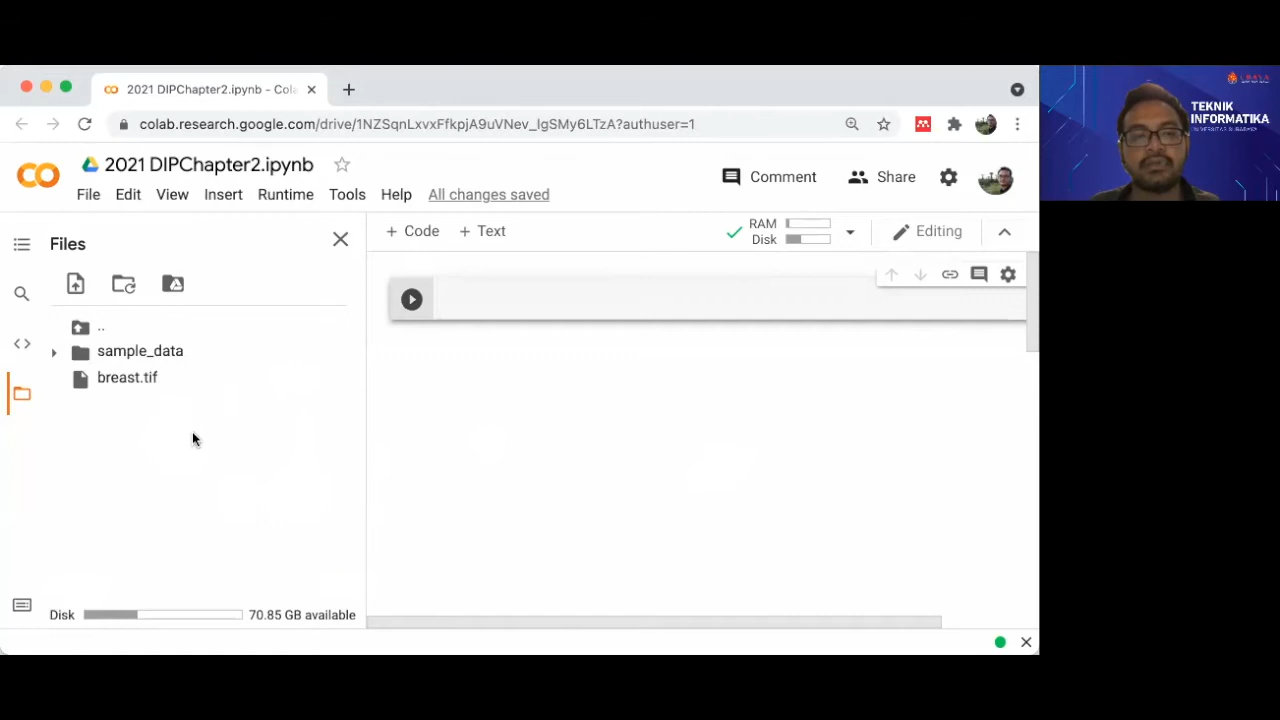 2021 DIPChapter2.ipynb - Cola
colab.research.google.com/drive/1NZSqnLxvxFfkpjA9uVNev_lgSMy6LTzA?authuser=1
2021 DIPChapter2.ipynb
File Edit View Insert Runtime Tools Help All changes saved
Comment Share
Files
+ Code + Text
RAM
Disk
Editing
..
sample_data
breast.tif
Disk 70.85 GB available
TEKNIK
INFORMATIKA